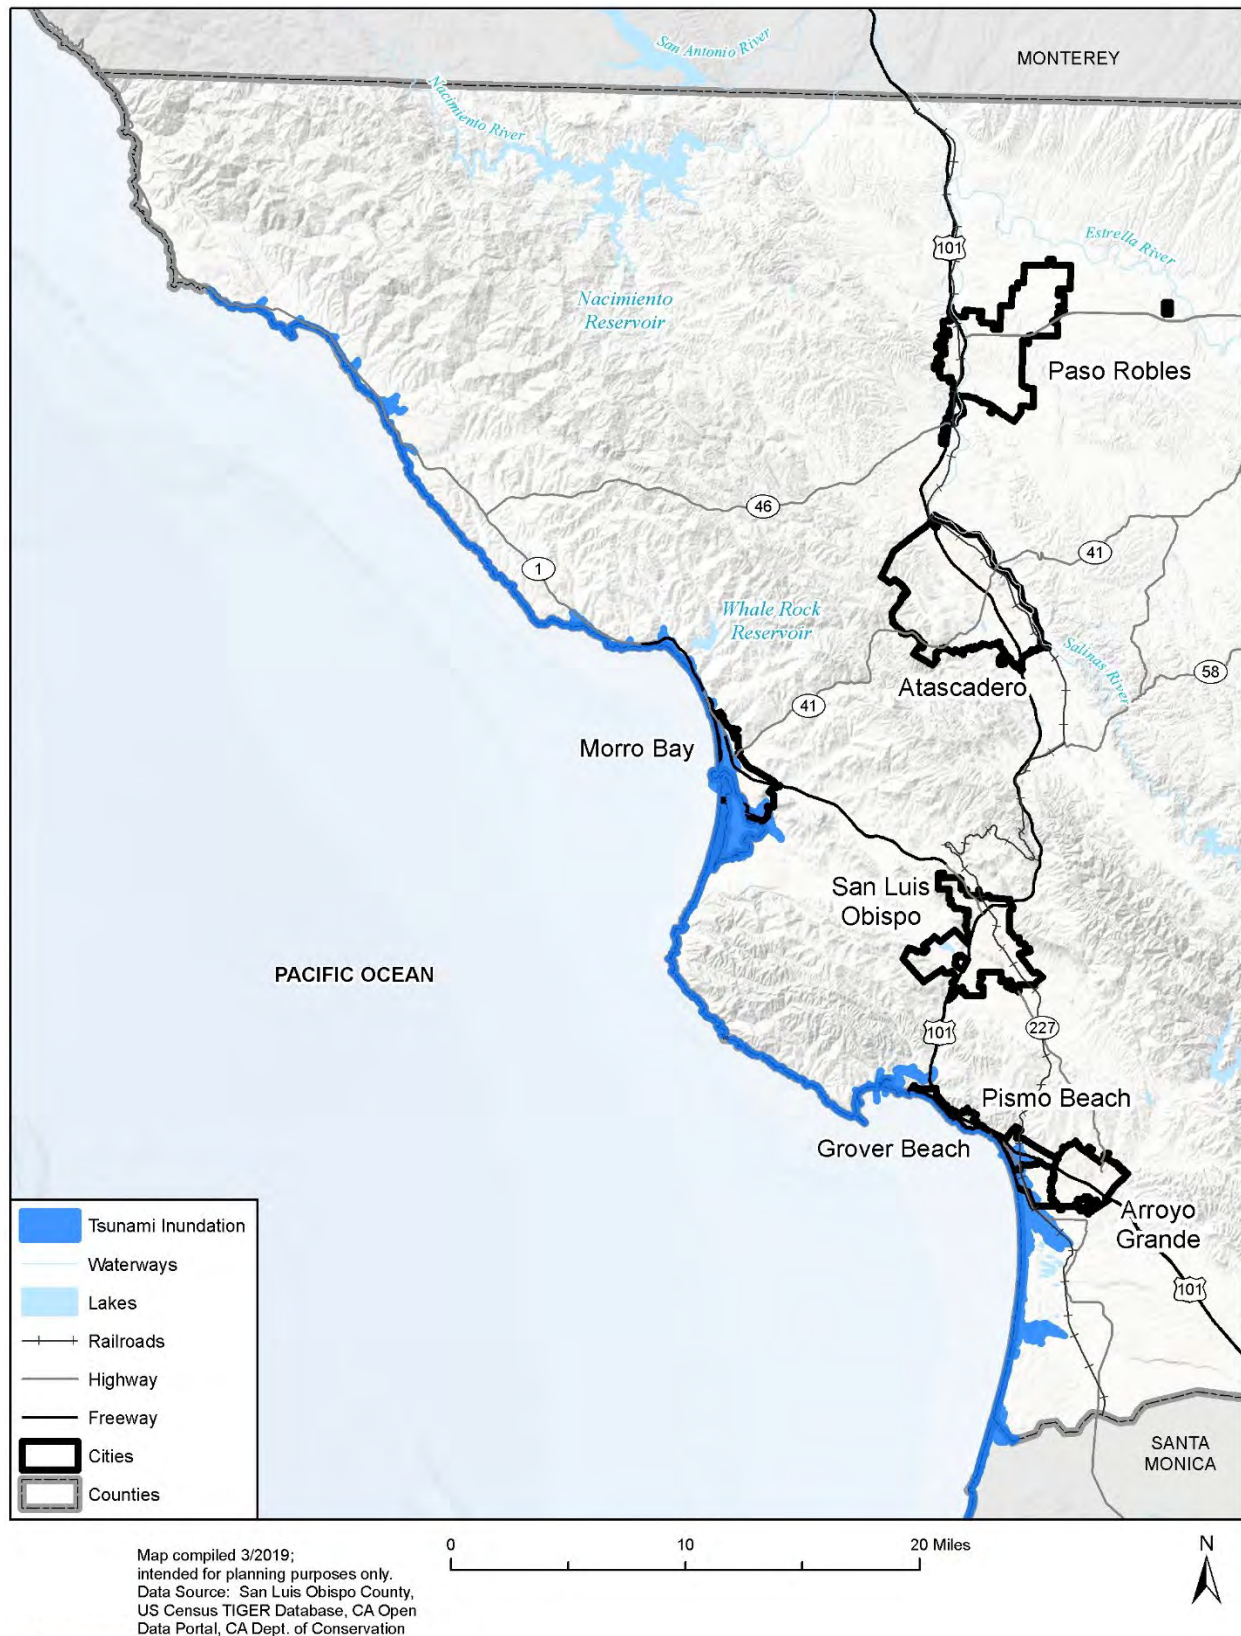 San Antonio River
MONTEREY
Nacimiento River
101
Estrella River
Nacimiento
Reservoir
Paso Robles
46
41
1
Whale Rock
Reservoir
Salinas River
58
Atascadero
41
Morro Bay
San Luis
Obispo
PACIFIC OCEAN
101
227
Pismo Beach
Grover Beach
Arroyo
Grande
101
SANTA
MONICA
Tsunami Inundation
Waterways
Lakes
Railroads
Highway
Freeway
Cities
Counties
0 10 20 Miles
N
Map compiled 3/2019;
intended for planning purposes only.
Data Source: San Luis Obispo County,
US Census TIGER Database, CA Open
Data Portal, CA Dept. of Conservation